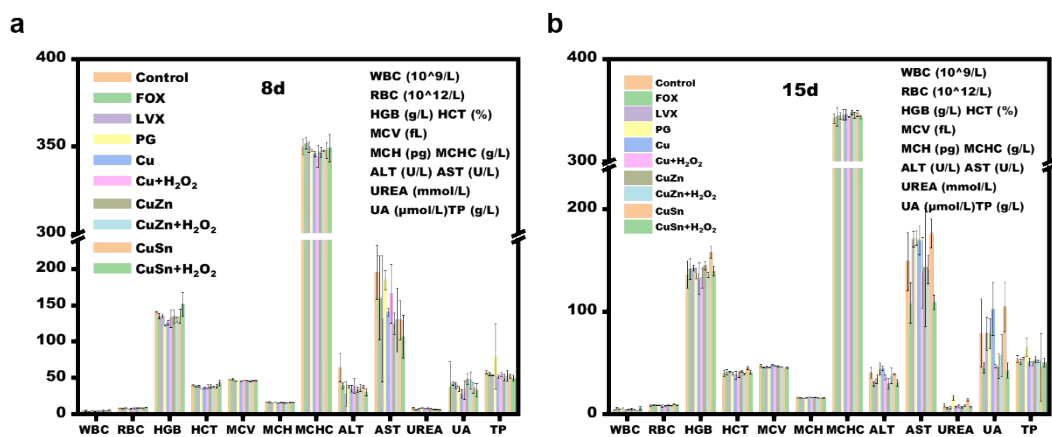 a
400
350
300
200
150
100
50
0
Control
FOX
LVX
PG
Cu
Cu+H₂O₂
CuZn
CuZn+H₂O₂
CuSn
CuSn+H₂O₂
8d
WBC (10^9/L)
RBC (10^12/L)
HGB (g/L) HCT (%)
MCV (fL)
MCH (pg) MCHC (g/L)
ALT (U/L) AST (U/L)
UREA (mmol/L)
UA (μmol/L)TP (g/L)
WBC RBC HGB HCT MCV MCH MCHC ALT AST UREA UA TP
b
400
300
200
100
0
Control
FOX
LVX
PG
Cu
Cu+H₂O₂
CuZn
CuZn+H₂O₂
CuSn
CuSn+H₂O₂
15d
WBC (10^9/L)
RBC (10^12/L)
HGB (g/L) HCT (%)
MCV (fL)
MCH (pg) MCHC (g/L)
ALT (U/L) AST (U/L)
UREA (mmol/L)
UA (μmol/L)TP (g/L)
WBC RBC HGB HCT MCV MCH MCHC ALT AST UREA UA TP